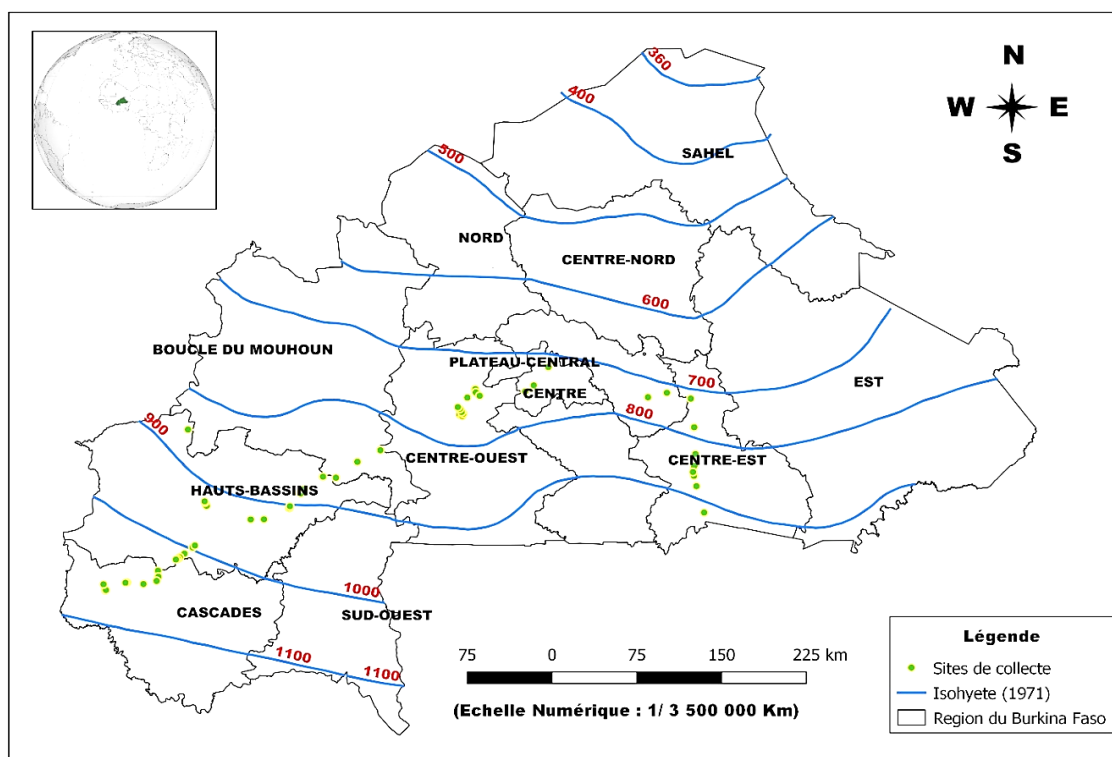 N
W E
S
360
400
SAHEL
500
NORD
CENTRE-NORD
600
BOUCLE DU MOUHOUN
PLATEAU-CENTRAL
700
EST
CENTRE
800
900
CENTRE-OUEST
CENTRE-EST
HAUTS-BASSINS
1000
CASCADES
SUD-OUEST
1100
1100
75 0 75 150 225 km
(Echelle Numérique : 1/ 3 500 000 Km)
Légende
Sites de collecte
Isohyete (1971)
Region du Burkina Faso